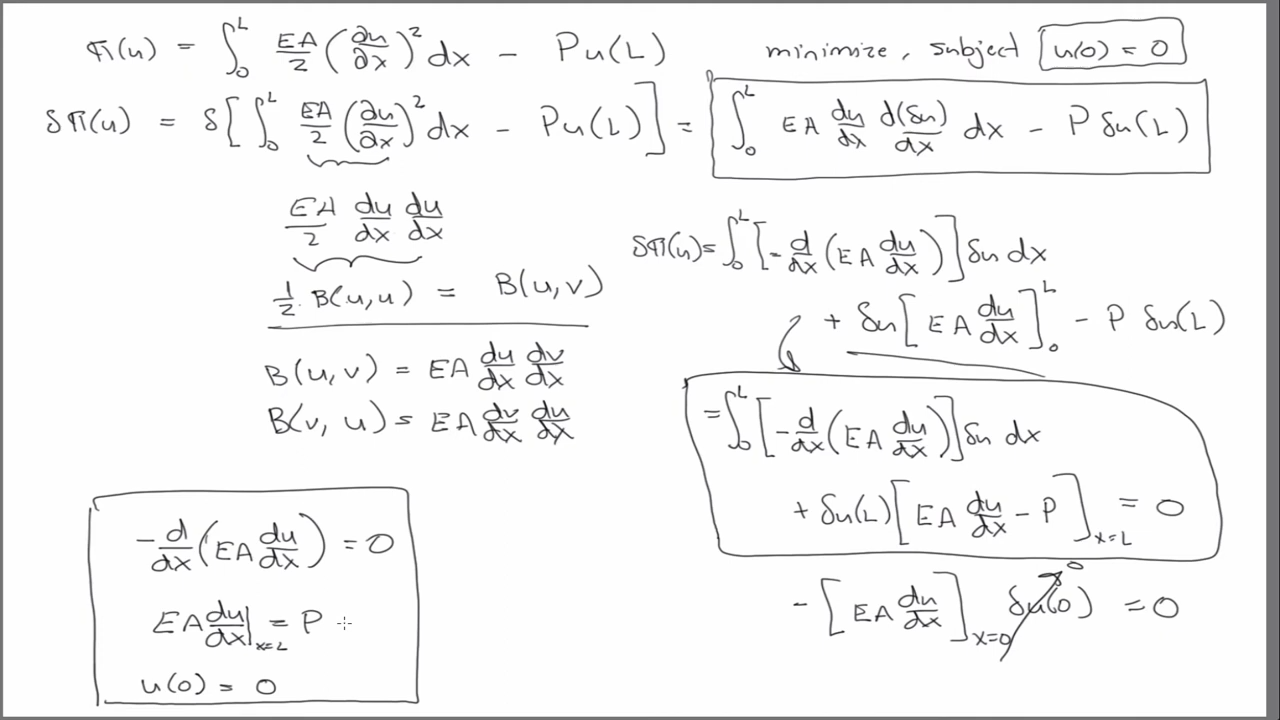 π(u) = ∫₀ᴸ EA/2 (∂u/∂x)² dx − Pu(L)    minimize, subject u(0) = 0
δπ(u) = δ[∫₀ᴸ EA/2 (∂u/∂x)² dx − Pu(L)] = ∫₀ᴸ EA du/dx d(δu)/dx dx − P δu(L)
EA/2 du/dx du/dx
½ B(u,u) = B(u,v)
B(u,v) = EA du/dx dv/dx
B(v,u) = EA dv/dx du/dx
δπ(u) = ∫₀ᴸ [−d/dx (EA du/dx)] δu dx
+ δu [EA du/dx]₀ᴸ − P δu(L)
= ∫₀ᴸ [−d/dx (EA du/dx)] δu dx
+ δu(L) [EA du/dx − P]ₓ₌L = 0
− [EA du/dx]ₓ₌₀ δu(0) 0 = 0
−d/dx (EA du/dx) = 0
EA du/dx|ₓ₌L = P
u(0) = 0